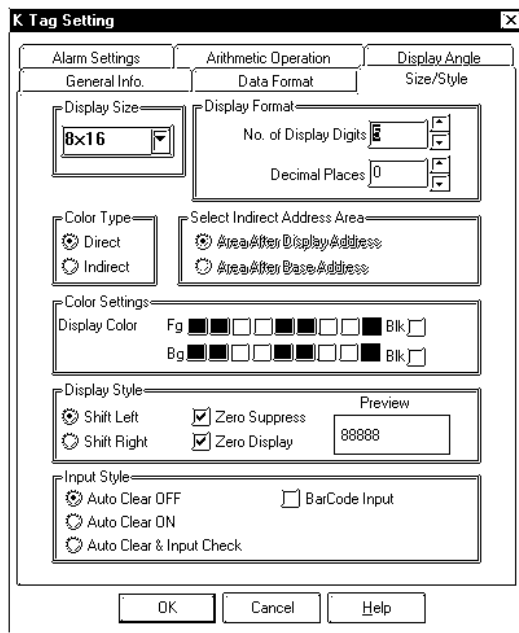 K Tag Setting
Alarm Settings Arithmetic Operation Display Angle
General Info. Data Format Size/Style
Display Size Display Format
8×16 No. of Display Digits 5
Decimal Places 0
Color Type Select Indirect Address Area
Direct Area After Display Address
Indirect Area After Base Address
Color Settings
Display Color Fg Blk
Bg Blk
Display Style Preview
Shift Left Zero Suppress
Shift Right Zero Display 88888
Input Style
Auto Clear OFF BarCode Input
Auto Clear ON
Auto Clear & Input Check
OK Cancel Help